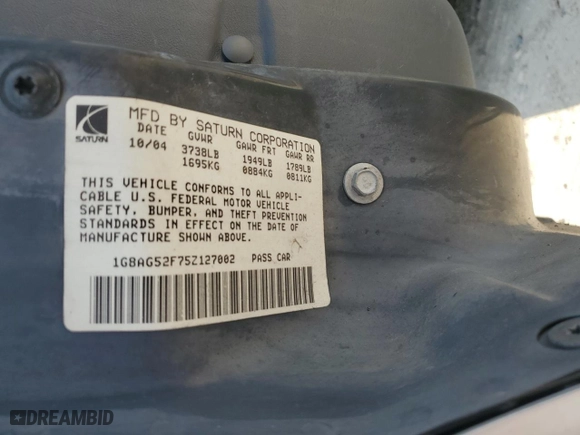 MFD BY SATURN CORPORATION
DATE GVWR GAWR FRT GAWR RR
10/04 3738LB 1949LB 1789LB
1695KG 0884KG 0811KG
SATURN
THIS VEHICLE CONFORMS TO ALL APPLI-
CABLE U.S. FEDERAL MOTOR VEHICLE
SAFETY, BUMPER, AND THEFT PREVENTION
STANDARDS IN EFFECT ON THE DATE OF
MANUFACTURE SHOWN ABOVE.
1G8AG52F75Z127002 PASS CAR
DREAMBID